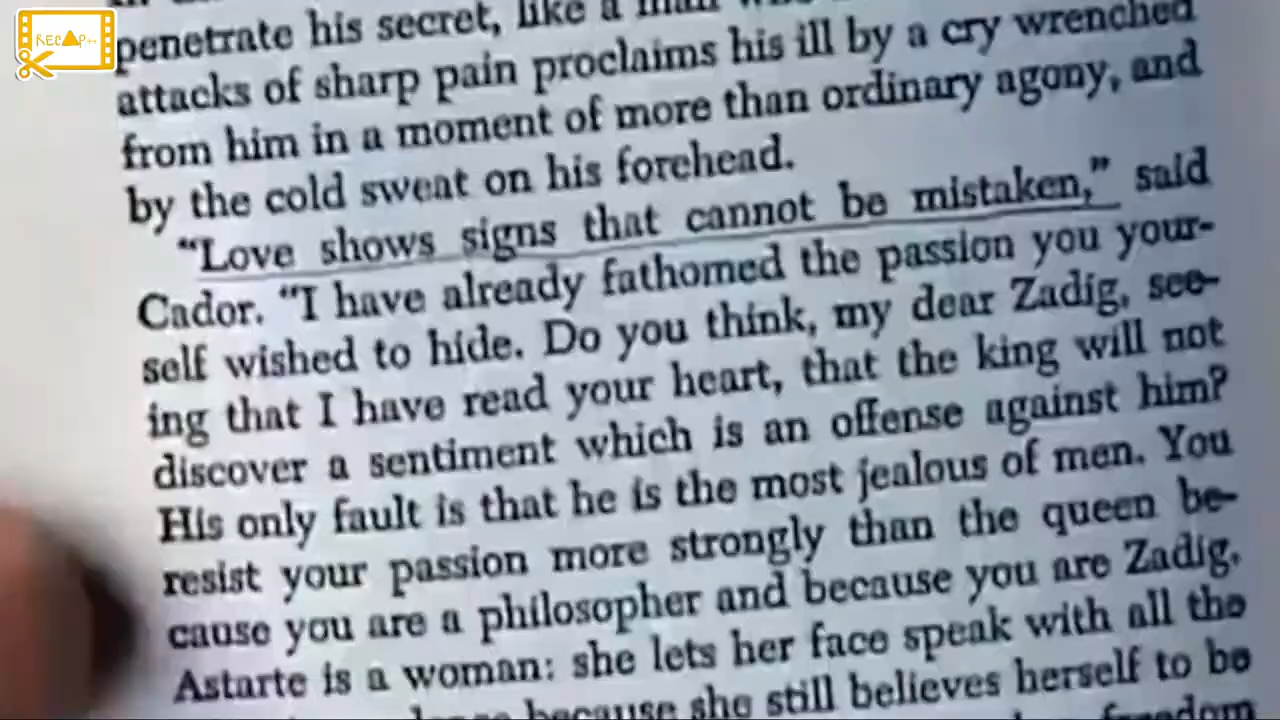 RECAP++
penetrate his secret, like a man
attacks of sharp pain proclaims his ill by a cry wrenched
from him in a moment of more than ordinary agony, and
by the cold sweat on his forehead.
“Love shows signs that cannot be mistaken,” said
Cador. “I have already fathomed the passion you your-
self wished to hide. Do you think, my dear Zadig, see-
ing that I have read your heart, that the king will not
discover a sentiment which is an offense against him?
His only fault is that he is the most jealous of men. You
resist your passion more strongly than the queen be-
cause you are a philosopher and because you are Zadig.
Astarte is a woman: she lets her face speak with all the
because she still believes herself to be
freedom